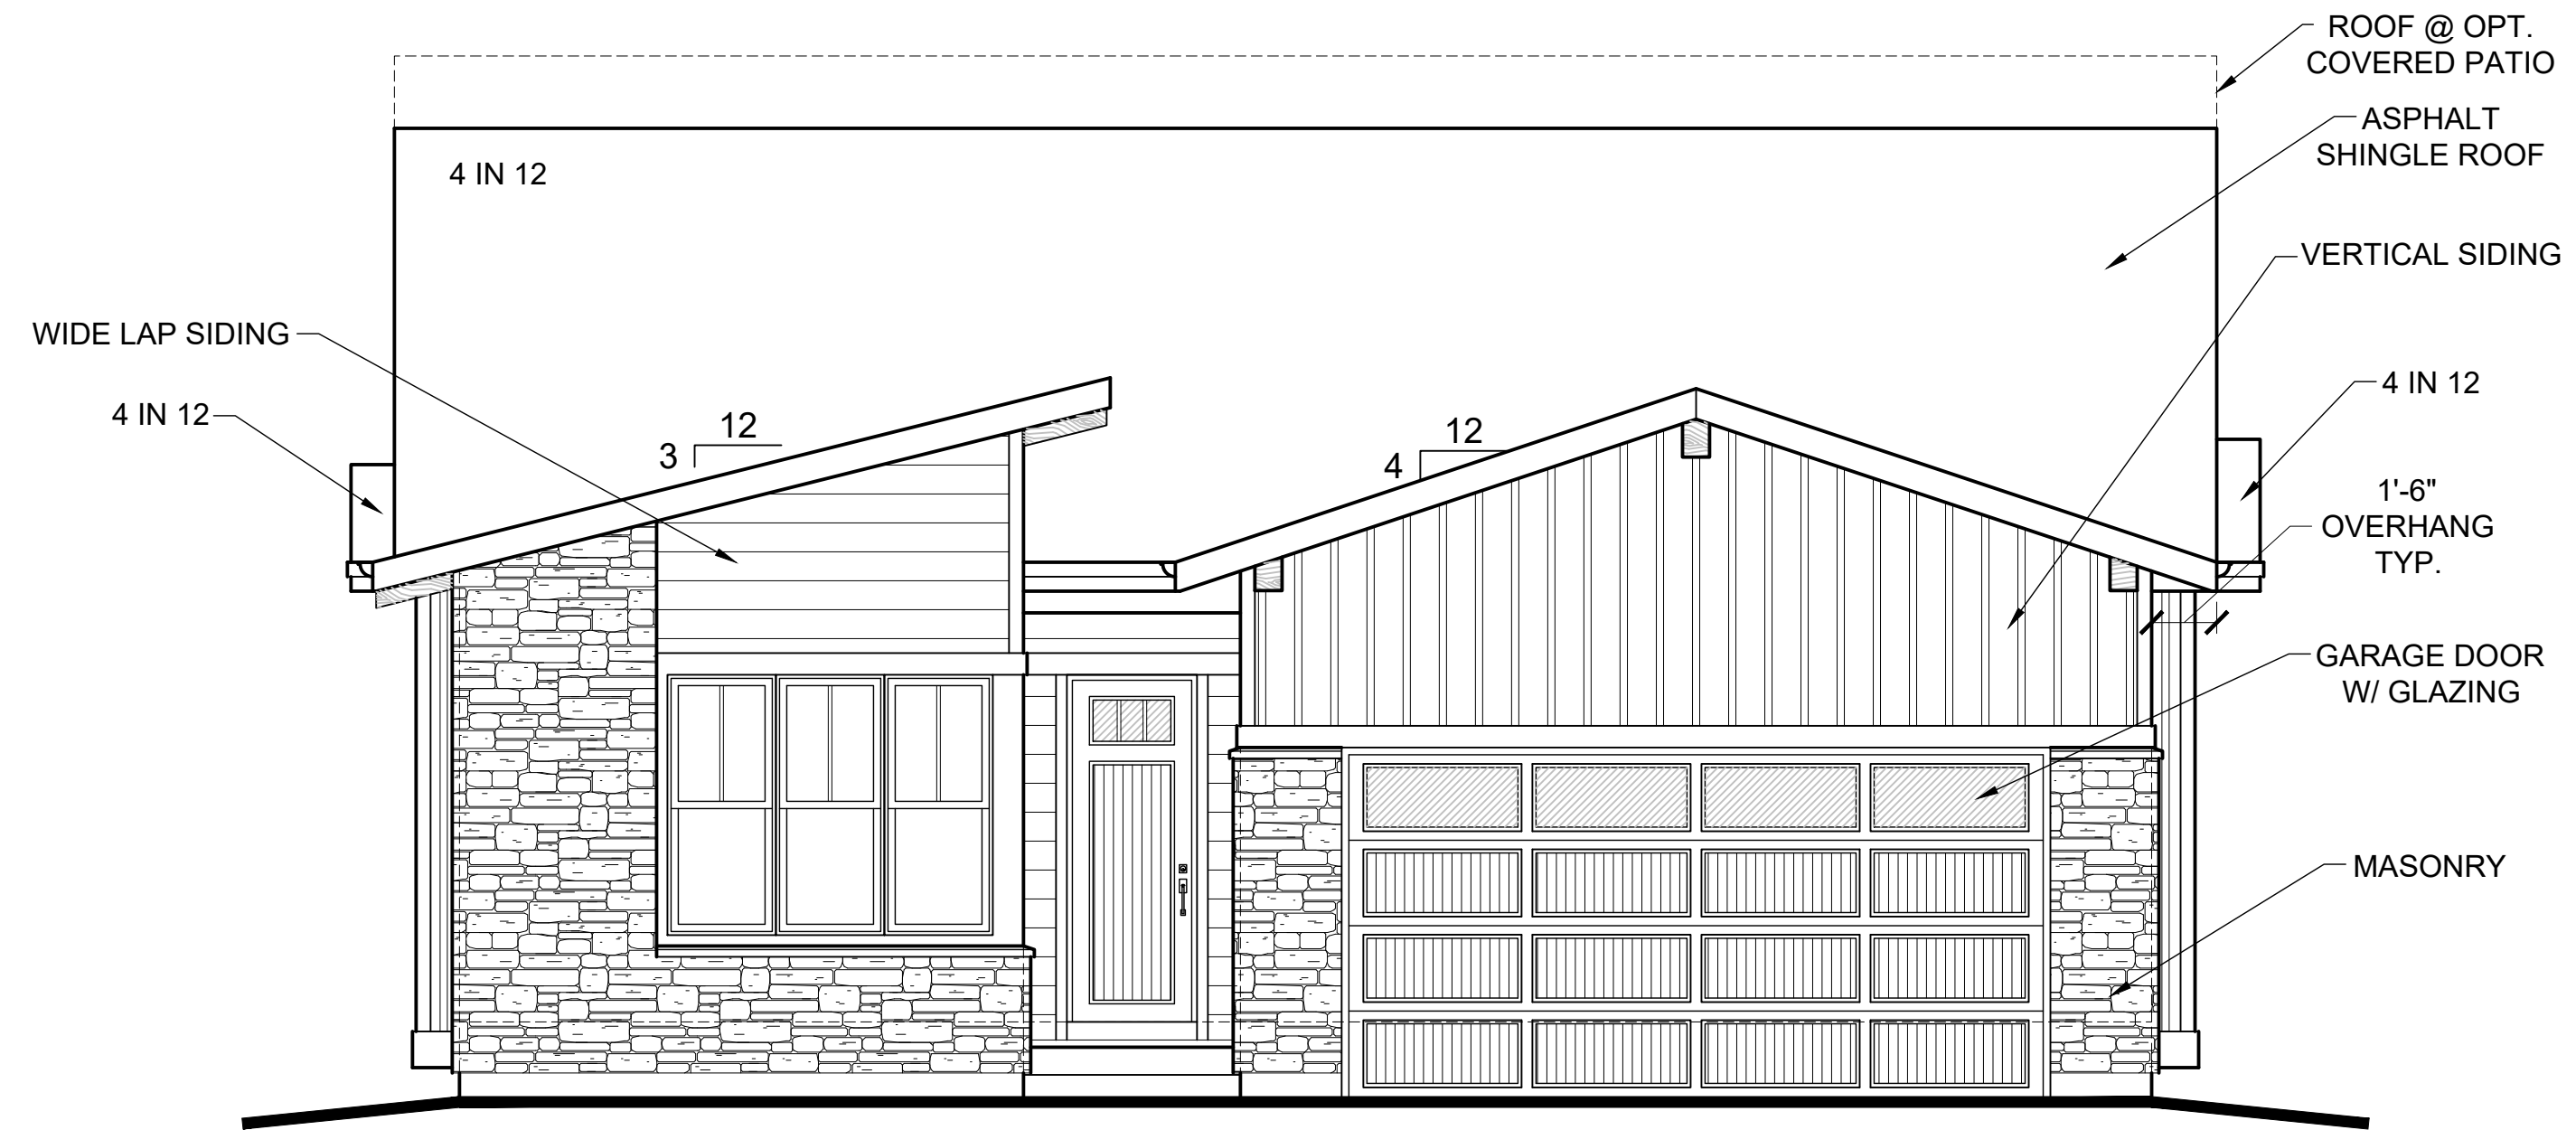 ROOF @ OPT.
COVERED PATIO
ASPHALT
SHINGLE ROOF
4 IN 12
VERTICAL SIDING
WIDE LAP SIDING
4 IN 12
4 IN 12
12
3
12
4
1'-6"
OVERHANG
TYP.
GARAGE DOOR
W/ GLAZING
MASONRY